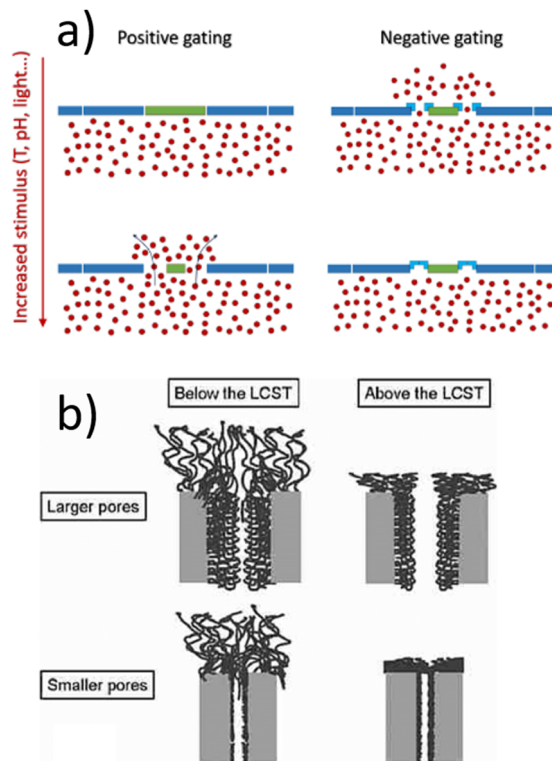 a)
Positive gating
Negative gating
Increased stimulus (T, pH, light...)
b)
Below the LCST
Above the LCST
Larger pores
Smaller pores